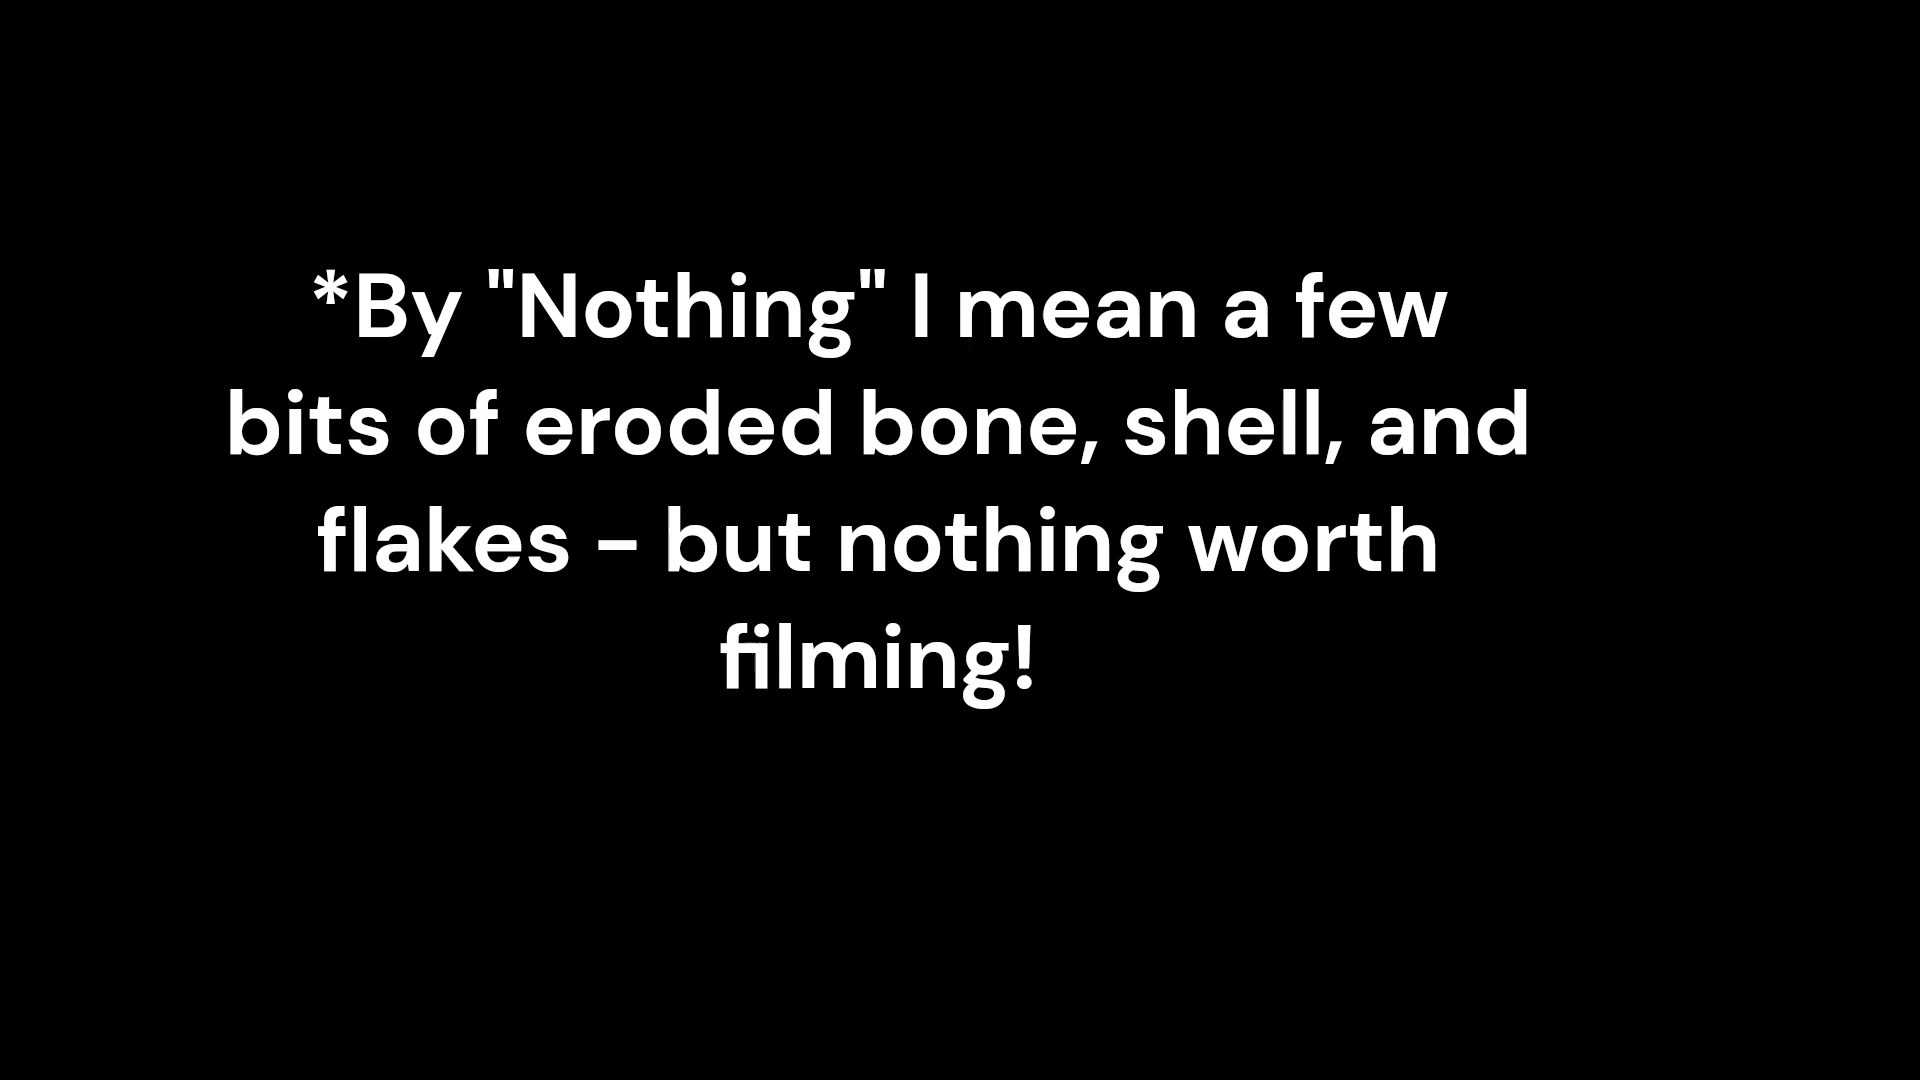 *By "Nothing" I mean a few
bits of eroded bone, shell, and
flakes - but nothing worth
filming!